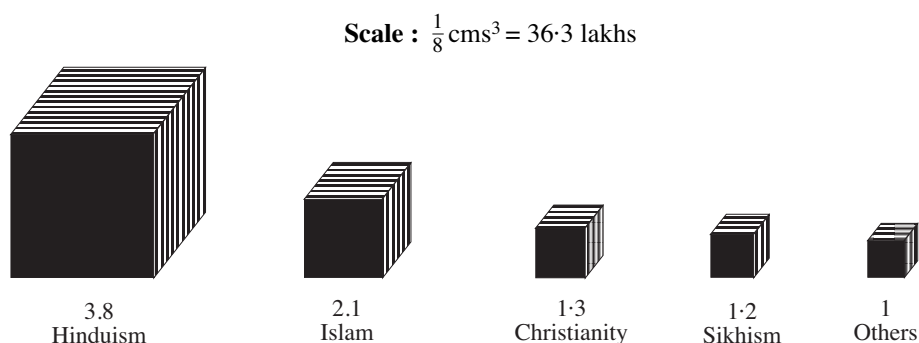 Scale : 1/8 cms³ = 36·3 lakhs
3.8 2.1 1·3 1·2 1
Hinduism Islam Christianity Sikhism Others